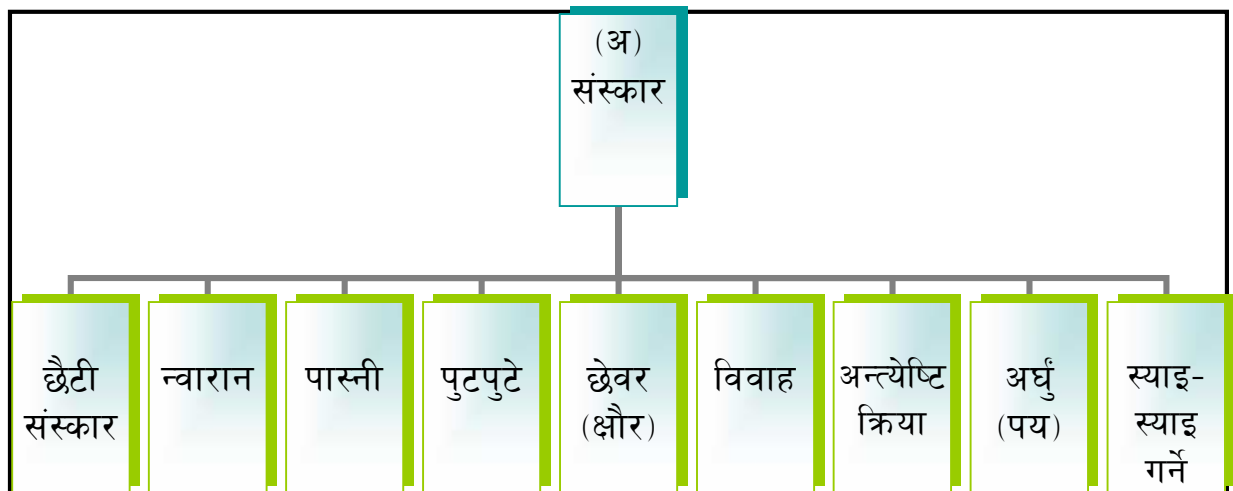 (अ)
संस्कार
छैटी
संस्कार
न्वारान
पास्नी
पुटपुटे
छेवर
(क्षौर)
विवाह
अन्त्येष्टि
क्रिया
अर्घुं
(पय)
स्याइ-
स्याइ
गर्ने